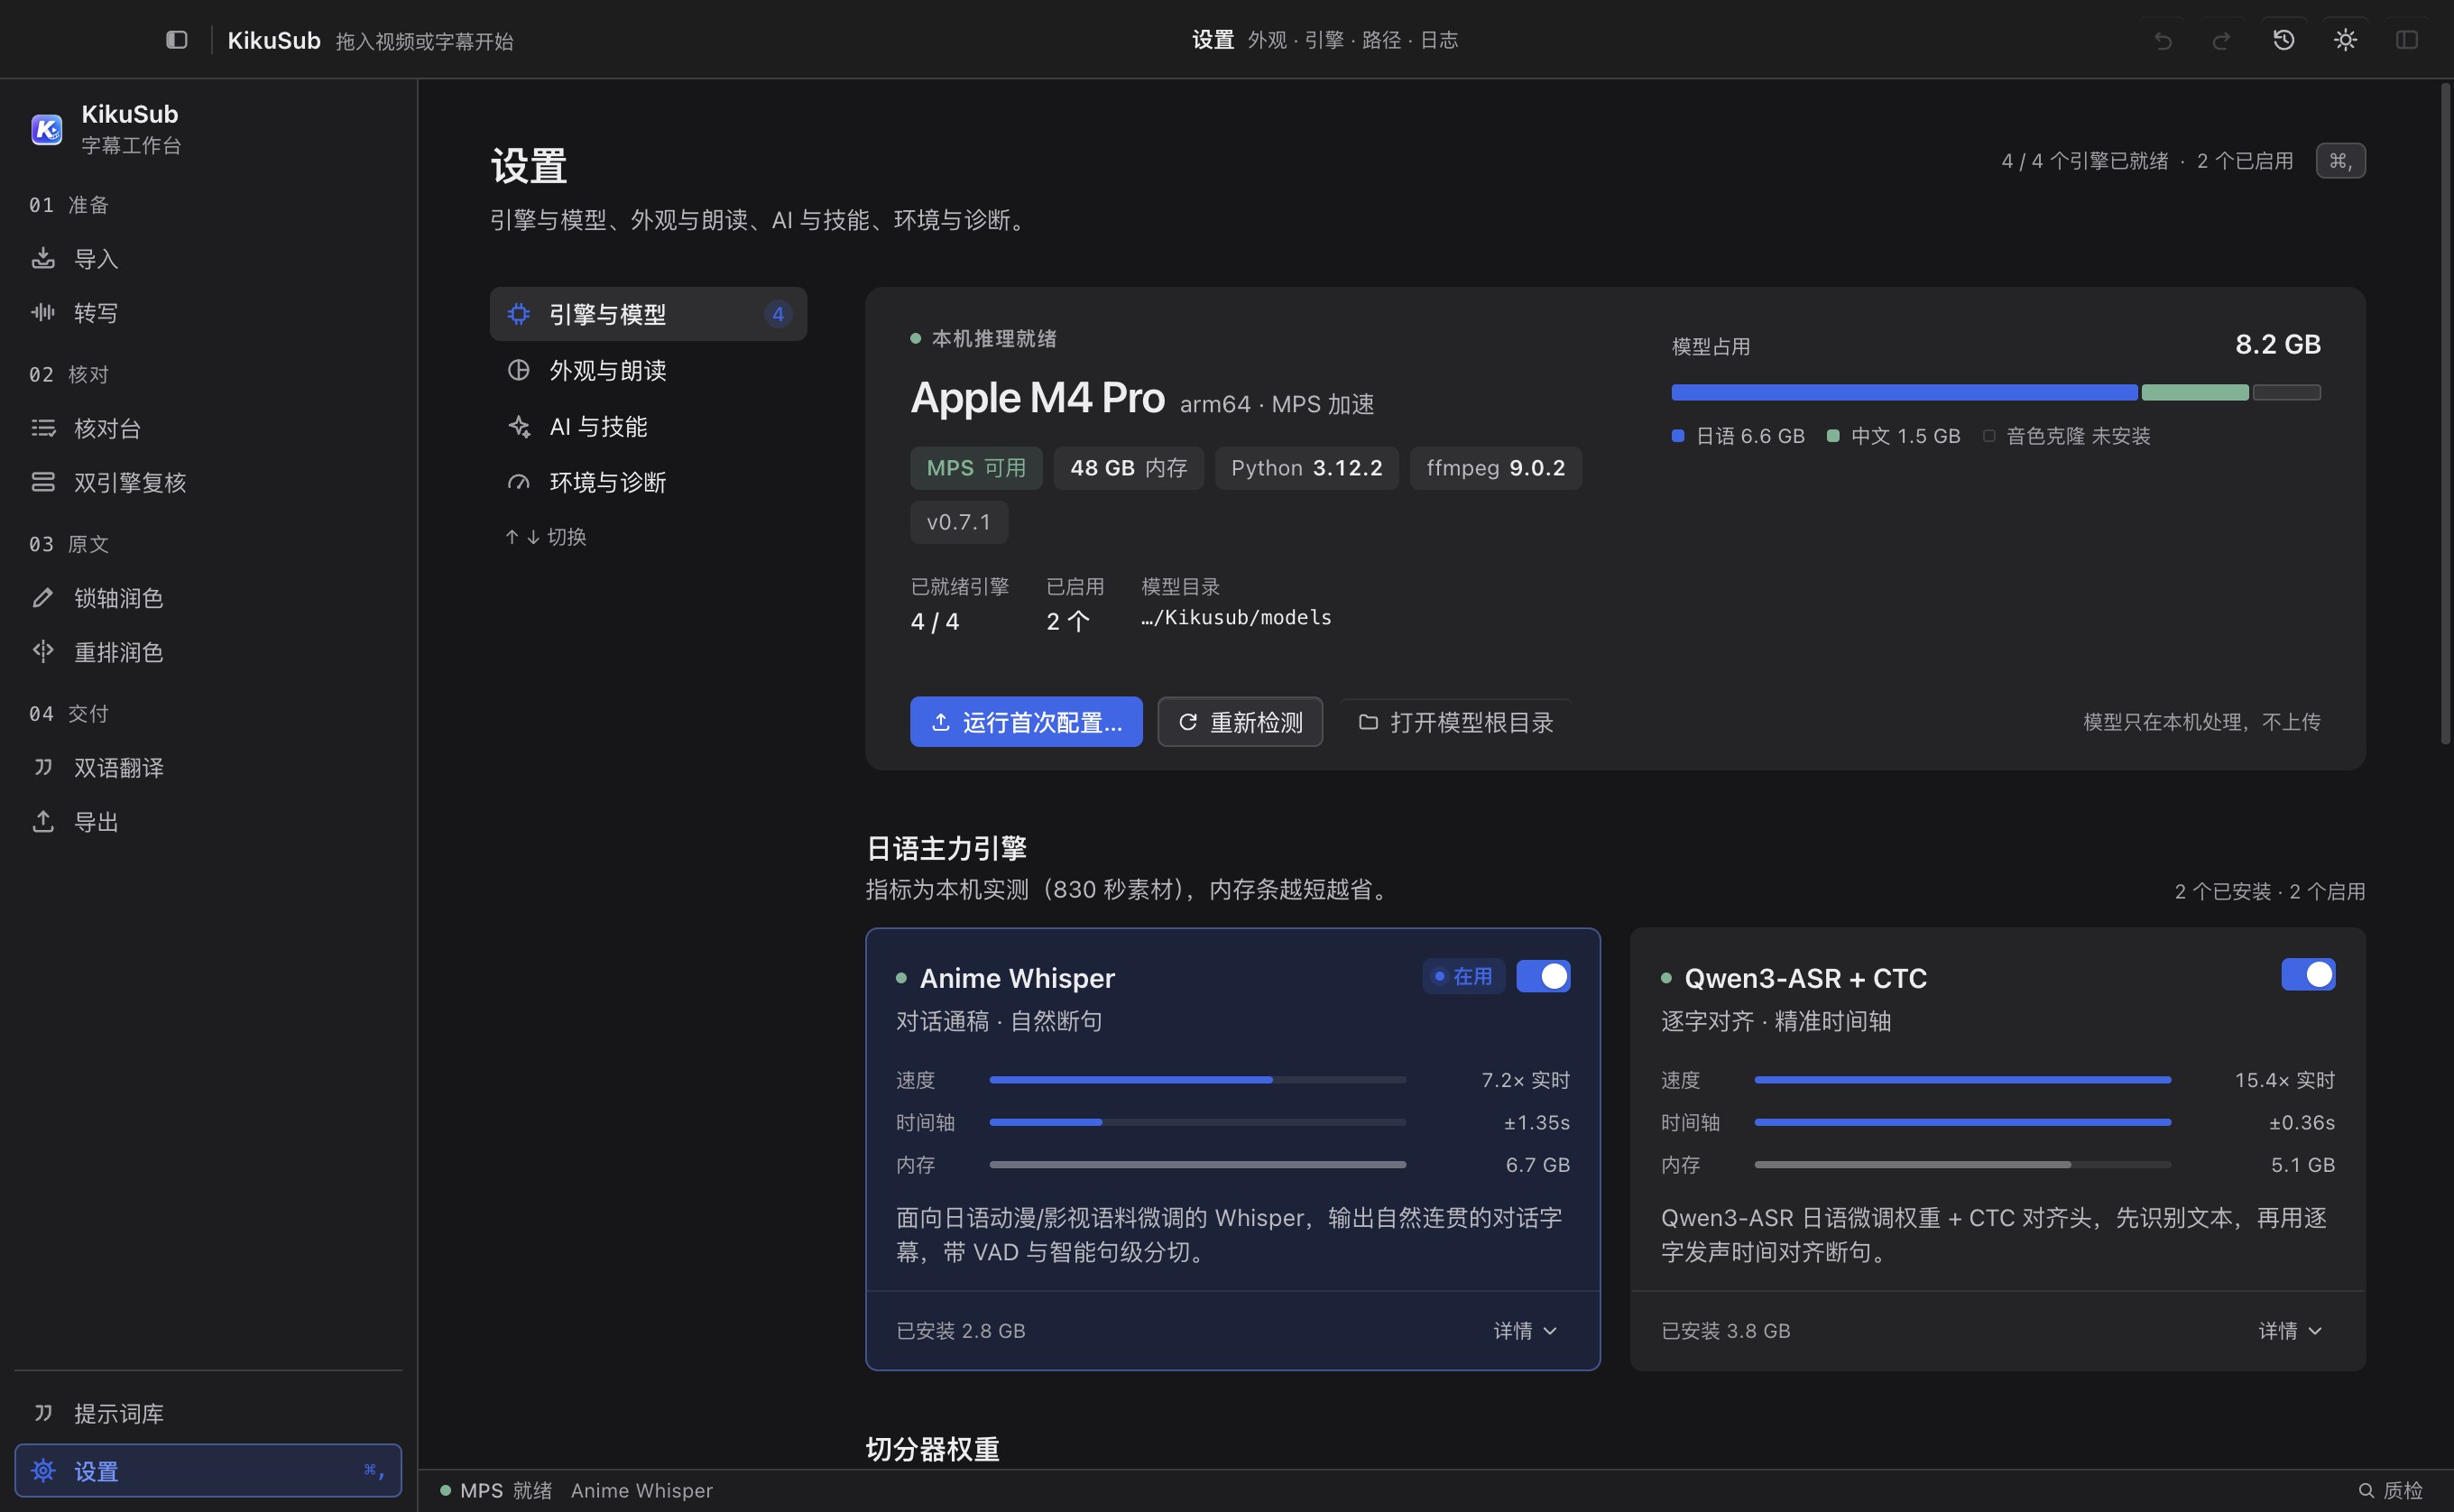 KikuSub 拖入视频或字幕开始
设置 外观 · 引擎 · 路径 · 日志
KikuSub
字幕工作台
01 准备
导入
转写
02 核对
核对台
双引擎复核
03 原文
锁轴润色
重排润色
04 交付
双语翻译
导出
提示词库
设置 ⌘,
设置
4 / 4 个引擎已就绪 · 2 个已启用 ⌘,
引擎与模型、外观与朗读、AI 与技能、环境与诊断。
引擎与模型 4
外观与朗读
AI 与技能
环境与诊断
↑ ↓ 切换
本机推理就绪
Apple M4 Pro arm64 · MPS 加速
MPS 可用 48 GB 内存 Python 3.12.2 ffmpeg 9.0.2
v0.7.1
已就绪引擎 已启用 模型目录
4 / 4 2 个 …/Kikusub/models
模型占用 8.2 GB
日语 6.6 GB 中文 1.5 GB 音色克隆 未安装
运行首次配置... 重新检测 打开模型根目录
模型只在本机处理，不上传
日语主力引擎
指标为本机实测（830 秒素材），内存条越短越省。
2 个已安装 · 2 个启用
Anime Whisper 在用
对话通稿 · 自然断句
速度 7.2× 实时
时间轴 ±1.35s
内存 6.7 GB
面向日语动漫/影视语料微调的 Whisper，输出自然连贯的对话字
幕，带 VAD 与智能句级分切。
已安装 2.8 GB 详情
Qwen3-ASR + CTC
逐字对齐 · 精准时间轴
速度 15.4× 实时
时间轴 ±0.36s
内存 5.1 GB
Qwen3-ASR 日语微调权重 + CTC 对齐头，先识别文本，再用逐
字发声时间对齐断句。
已安装 3.8 GB 详情
切分器权重
MPS 就绪 Anime Whisper
质检